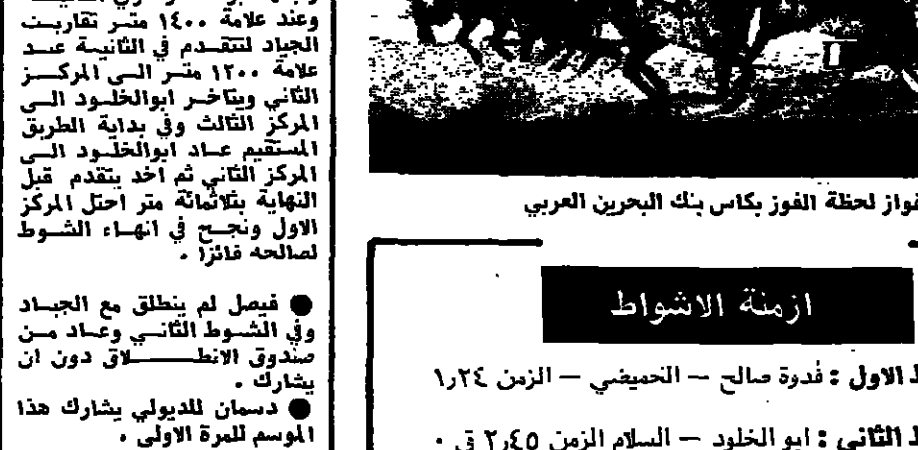 وعند علامة ١٤٠٠ متر تقاربت
الجياد لتتقدم في الثانية عند
علامة ١٢٠٠ متر الى المركز
الثاني ويتاخر ابوالخلود الى
المركز الثالث وفي بداية الطريق
المستقيم عاد ابوالخلود الى
المركز الثاني ثم اخد يتقدم قبل
النهاية بثلاثمائة متر احتل المركز
الاول ونجح في انهاء الشوط
لصالحه فائزا .
● فيصل لم ينطلق مع الجياد
وفي الشوط الثاني وعاد من
صندوق الانطلاق دون ان
يشارك .
● دسمان للديولي يشارك هذا
الموسم للمرة الاولى .
فواز لحظة الفوز بكاس بنك البحرين العربي
ازمنة الاشواط
ط الاول : قدوة صالح – الخميضي – الزمن ١٫٢٤
ط الثاني : ابو الخلود – السلام الزمن ٢٫٤٥ ق .